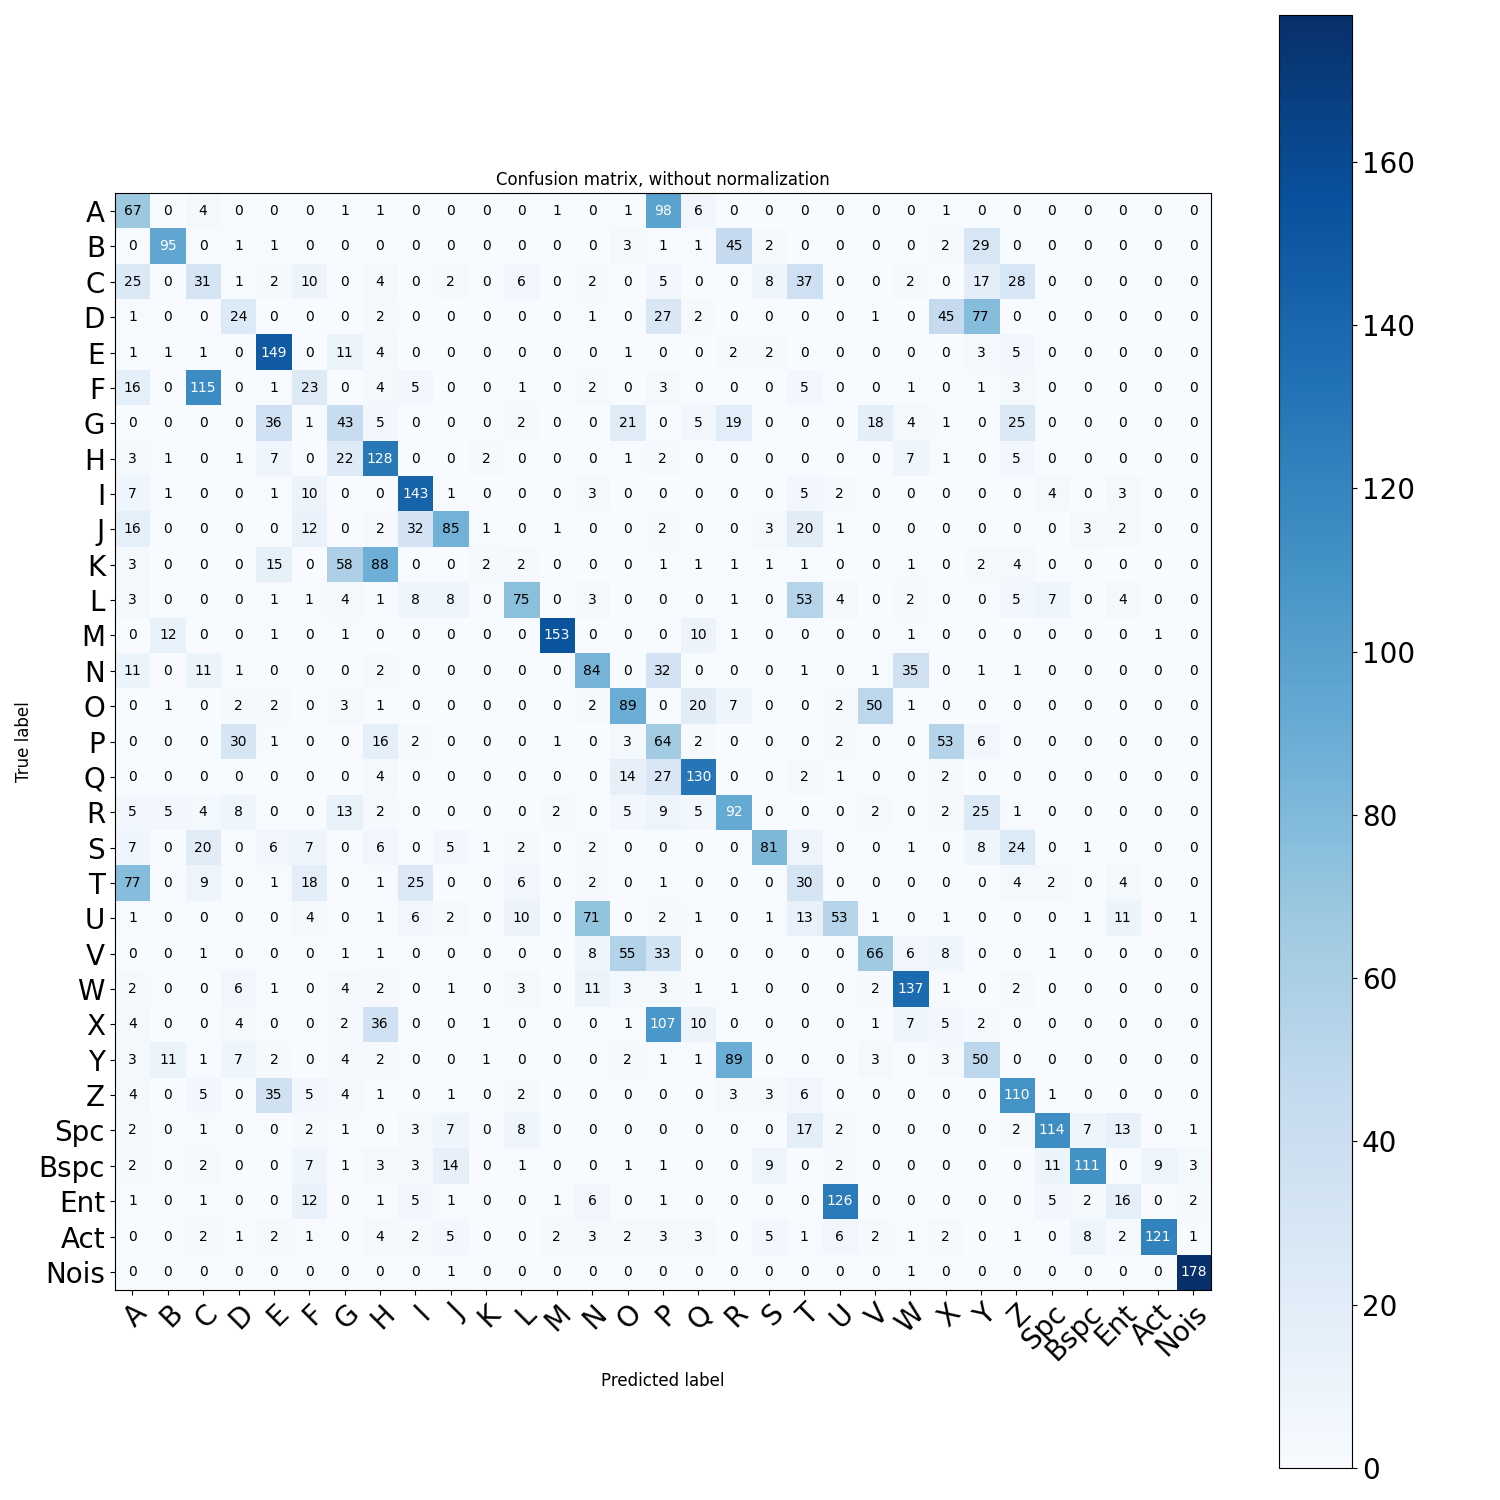 Confusion matrix, without normalization
A 67 0 4 0 0 0 1 1 0 0 0 0 1 0 1 98 6 0 0 0 0 0 0 1 0 0 0 0 0 0 0
B 0 95 0 1 1 0 0 0 0 0 0 0 0 0 3 1 1 45 2 0 0 0 0 2 29 0 0 0 0 0 0
C 25 0 31 1 2 10 0 4 0 2 0 6 0 2 0 5 0 0 8 37 0 0 2 0 17 28 0 0 0 0 0
D 1 0 0 24 0 0 0 2 0 0 0 0 0 1 0 27 2 0 0 0 0 1 0 45 77 0 0 0 0 0 0
E 1 1 1 0 149 0 11 4 0 0 0 0 0 0 1 0 0 2 2 0 0 0 0 0 3 5 0 0 0 0 0
F 16 0 115 0 1 23 0 4 5 0 0 1 0 2 0 3 0 0 0 5 0 0 1 0 1 3 0 0 0 0 0
G 0 0 0 0 36 1 43 5 0 0 0 2 0 0 21 0 5 19 0 0 0 18 4 1 0 25 0 0 0 0 0
H 3 1 0 1 7 0 22 128 0 0 2 0 0 0 1 2 0 0 0 0 0 0 7 1 0 5 0 0 0 0 0
I 7 1 0 0 1 10 0 0 143 1 0 0 0 3 0 0 0 0 0 5 2 0 0 0 0 0 4 0 3 0 0
J 16 0 0 0 0 12 0 2 32 85 1 0 1 0 0 2 0 0 3 20 1 0 0 0 0 0 0 3 2 0 0
K 3 0 0 0 15 0 58 88 0 0 2 2 0 0 0 1 1 1 1 1 0 0 1 0 2 4 0 0 0 0 0
L 3 0 0 0 1 1 4 1 8 8 0 75 0 3 0 0 0 1 0 53 4 0 2 0 0 5 7 0 4 0 0
M 0 12 0 0 1 0 1 0 0 0 0 0 153 0 0 0 10 1 0 0 0 0 1 0 0 0 0 0 0 1 0
N 11 0 11 1 0 0 0 2 0 0 0 0 0 84 0 32 0 0 0 1 0 1 35 0 1 1 0 0 0 0 0
O 0 1 0 2 2 0 3 1 0 0 0 0 0 2 89 0 20 7 0 0 2 50 1 0 0 0 0 0 0 0 0
P 0 0 0 30 1 0 0 16 2 0 0 0 1 0 3 64 2 0 0 0 2 0 0 53 6 0 0 0 0 0 0
Q 0 0 0 0 0 0 0 4 0 0 0 0 0 0 14 27 130 0 0 2 1 0 0 2 0 0 0 0 0 0 0
R 5 5 4 8 0 0 13 2 0 0 0 0 2 0 5 9 5 92 0 0 0 2 0 2 25 1 0 0 0 0 0
S 7 0 20 0 6 7 0 6 0 5 1 2 0 2 0 0 0 0 81 9 0 0 1 0 8 24 0 1 0 0 0
T 77 0 9 0 1 18 0 1 25 0 0 6 0 2 0 1 0 0 0 30 0 0 0 0 0 4 2 0 4 0 0
U 1 0 0 0 0 4 0 1 6 2 0 10 0 71 0 2 1 0 1 13 53 1 0 1 0 0 0 1 11 0 1
V 0 0 1 0 0 0 1 1 0 0 0 0 0 8 55 33 0 0 0 0 0 66 6 8 0 0 1 0 0 0 0
W 2 0 0 6 1 0 4 2 0 1 0 3 0 11 3 3 1 1 0 0 0 2 137 1 0 2 0 0 0 0 0
X 4 0 0 4 0 0 2 36 0 0 1 0 0 0 1 107 10 0 0 0 0 1 7 5 2 0 0 0 0 0 0
Y 3 11 1 7 2 0 4 2 0 0 1 0 0 0 2 1 1 89 0 0 0 3 0 3 50 0 0 0 0 0 0
Z 4 0 5 0 35 5 4 1 0 1 0 2 0 0 0 0 0 3 3 6 0 0 0 0 0 110 1 0 0 0 0
Spc 2 0 1 0 0 2 1 0 3 7 0 8 0 0 0 0 0 0 0 17 2 0 0 0 0 2 114 7 13 0 1
Bspc 2 0 2 0 0 7 1 3 3 14 0 1 0 0 1 1 0 0 9 0 2 0 0 0 0 0 11 111 0 9 3
Ent 1 0 1 0 0 12 0 1 5 1 0 0 1 6 0 1 0 0 0 0 126 0 0 0 0 0 5 2 16 0 2
Act 0 0 2 1 2 1 0 4 2 5 0 0 2 3 2 3 3 0 5 1 6 2 1 2 0 1 0 8 2 121 1
Nois 0 0 0 0 0 0 0 0 0 1 0 0 0 0 0 0 0 0 0 0 0 0 1 0 0 0 0 0 0 0 178
A B C D E F G H I J K L M N O P Q R S T U V W X Y Z Spc Bspc Ent Act Nois
True label
Predicted label
160
140
120
100
80
60
40
20
0